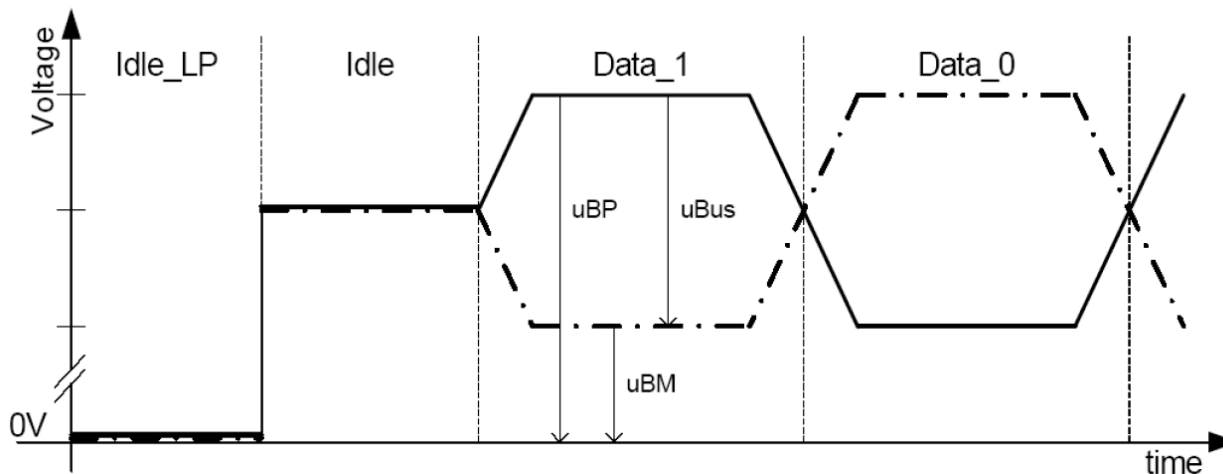 Voltage
Idle_LP
Idle
Data_1
Data_0
uBP
uBus
uBM
0V
time